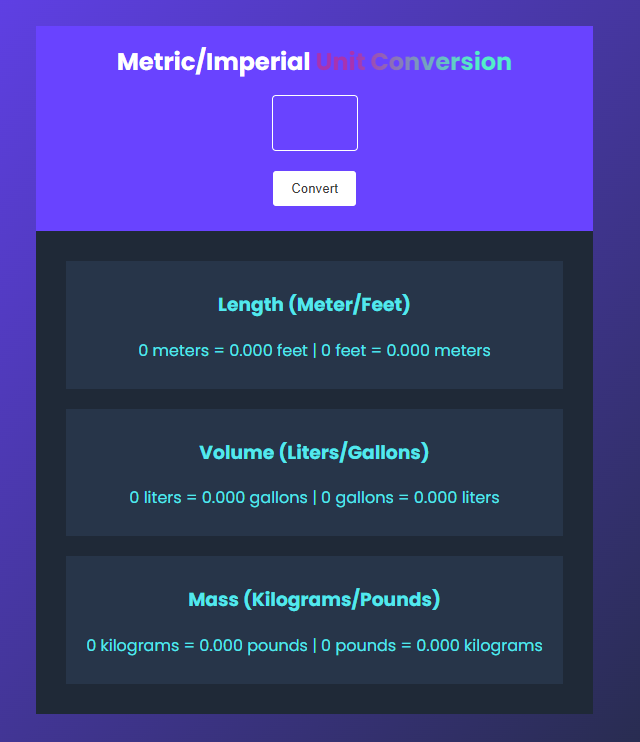 Metric/Imperial Unit Conversion
Convert
Length (Meter/Feet)
0 meters = 0.000 feet | 0 feet = 0.000 meters
Volume (Liters/Gallons)
0 liters = 0.000 gallons | 0 gallons = 0.000 liters
Mass (Kilograms/Pounds)
0 kilograms = 0.000 pounds | 0 pounds = 0.000 kilograms